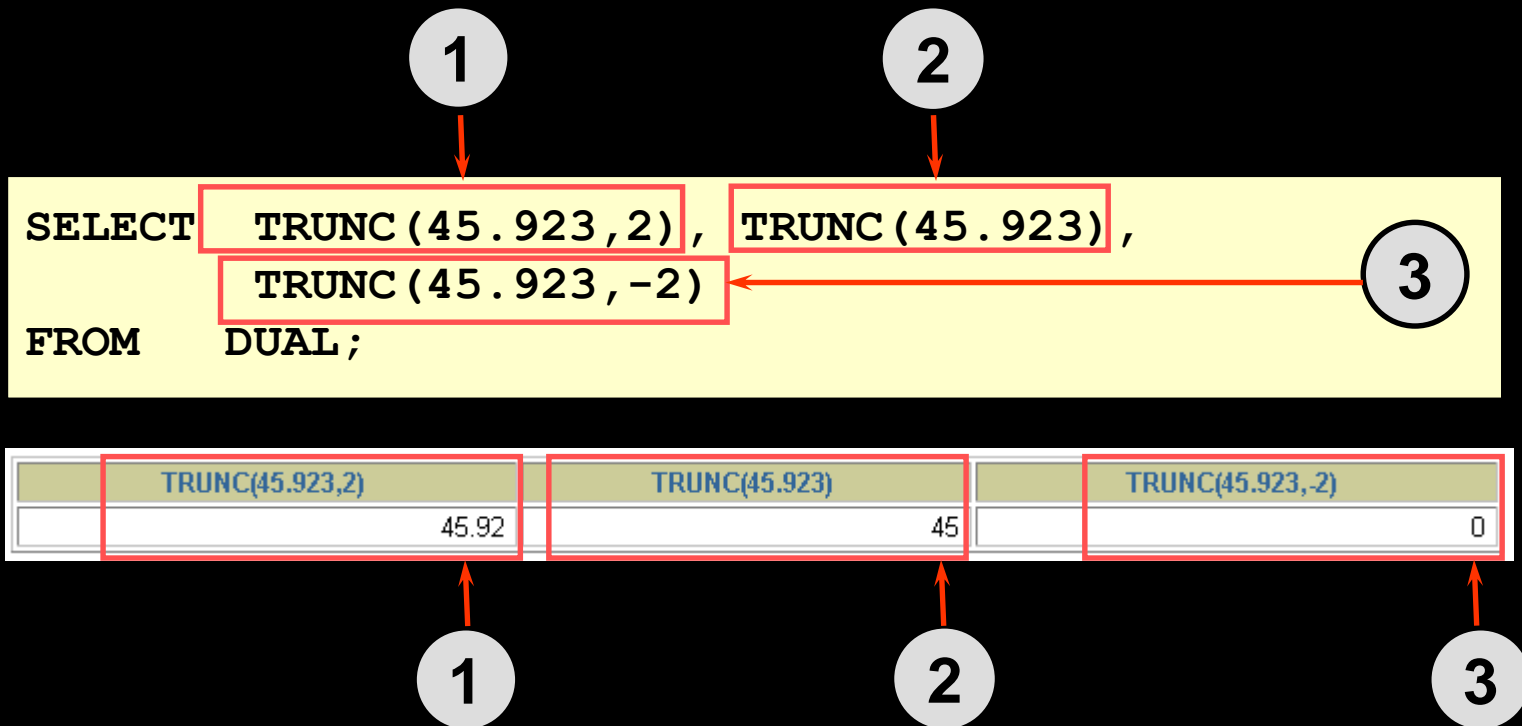 1 2
SELECT TRUNC(45.923,2), TRUNC(45.923),
TRUNC(45.923,-2)
3
FROM DUAL;
TRUNC(45.923,2) TRUNC(45.923) TRUNC(45.923,-2)
45.92 45 0
1 2 3